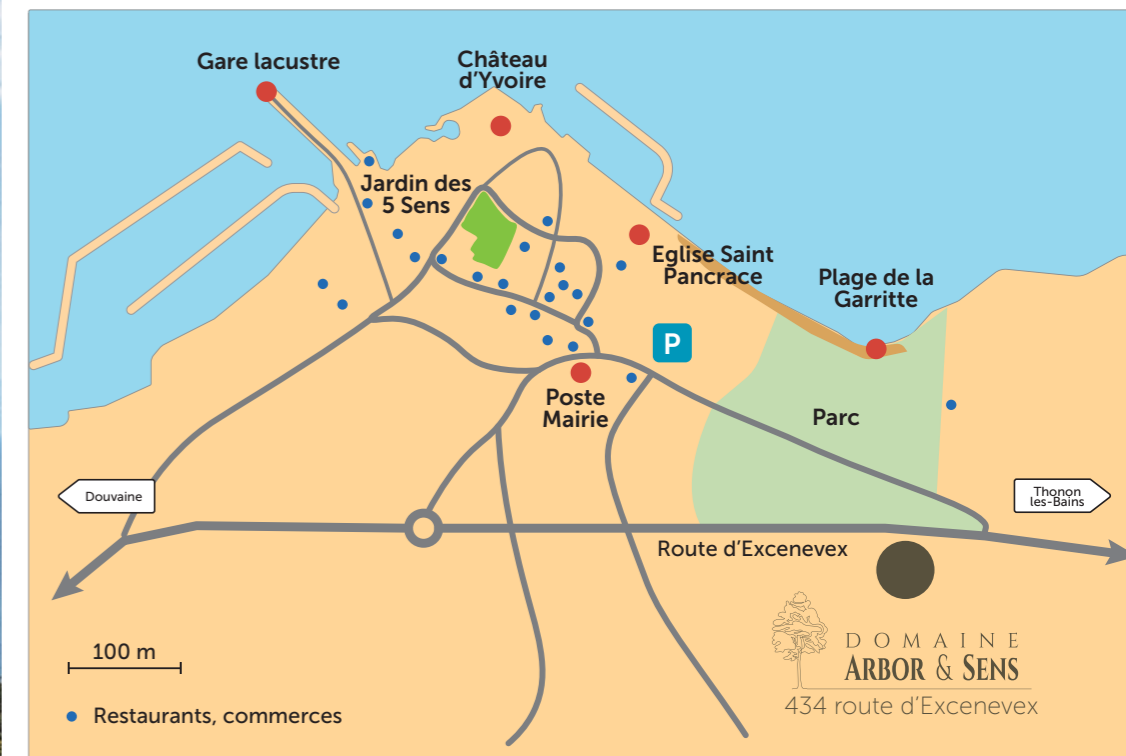 Gare lacustre
Château
d'Yvoire
Jardin des
5 Sens
Eglise Saint
Pancrace
Plage de la
Garritte
P
Poste
Mairie
Parc
Douvaine
Thonon
les-Bains
Route d'Excenevex
100 m
Restaurants, commerces
DOMAINE
ARBOR & SENS
434 route d'Excenevex